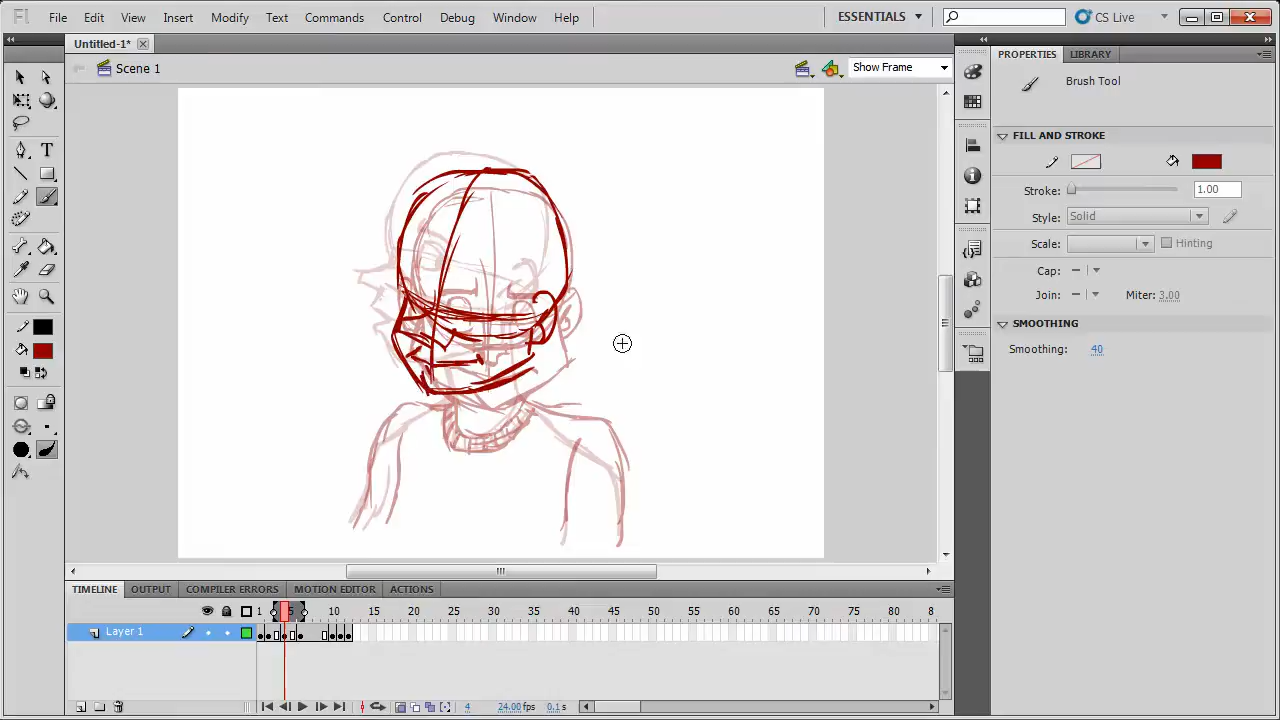 Fl File Edit View Insert Modify Text Commands Control Debug Window Help ESSENTIALS CS Live
Untitled-1*
Scene 1 Show Frame
PROPERTIES LIBRARY
Brush Tool
FILL AND STROKE
Stroke: 1.00
Style: Solid
Scale: Hinting
Cap:
Join: Miter: 3.00
SMOOTHING
Smoothing: 40
TIMELINE OUTPUT COMPILER ERRORS MOTION EDITOR ACTIONS
1 5 10 15 20 25 30 35 40 45 50 55 60 65 70 75 80 8
Layer 1
4 24.00 fps 0.1 s